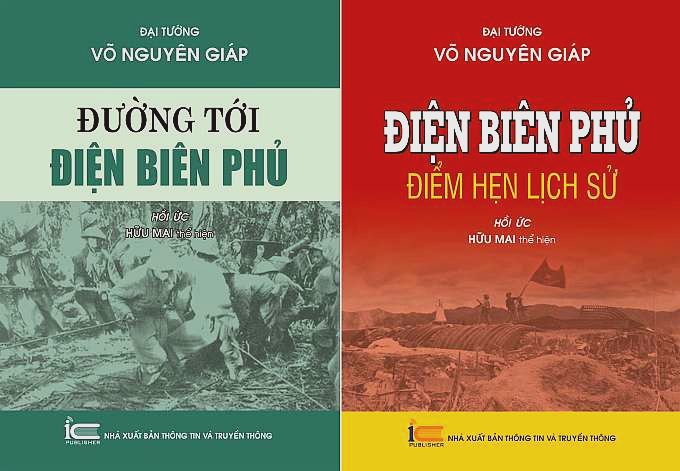 ĐẠI TƯỚNG
VÕ NGUYÊN GIÁP
ĐƯỜNG TỚI
ĐIỆN BIÊN PHỦ
HỒI ỨC
HỮU MAI thể hiện
iC
PUBLISHER
NHÀ XUẤT BẢN THÔNG TIN VÀ TRUYỀN THÔNG
ĐẠI TƯỚNG
VÕ NGUYÊN GIÁP
ĐIỆN BIÊN PHỦ
ĐIỂM HẸN LỊCH SỬ
HỒI ỨC
HỮU MAI thể hiện
iC
PUBLISHER
NHÀ XUẤT BẢN THÔNG TIN VÀ TRUYỀN THÔNG